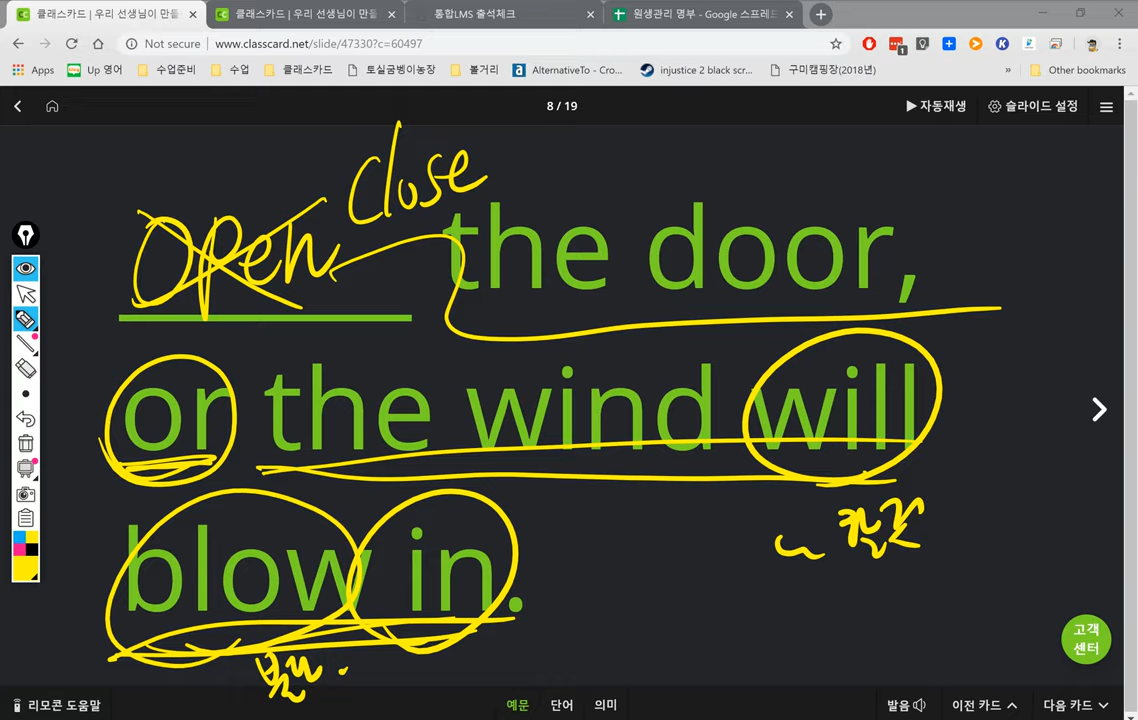 클래스카드 | 우리 선생님이 만들
클래스카드 | 우리 선생님이 만들
통합LMS 출석체크
원생관리 명부 - Google 스프레드
Not secure | www.classcard.net/slide/47330?c=60497
Apps
Up 영어
수업준비
수업
클래스카드
토실굼벵이농장
볼거리
AlternativeTo - Cro...
injustice 2 black scr...
구미캠핑장(2018년)
» Other bookmarks
8 / 19
자동재생
슬라이드 설정
Close
Open the door,
or the wind will
blow in.
~ 할것
고객
센터
리모콘 도움말
예문
단어
의미
발음
이전 카드
다음 카드